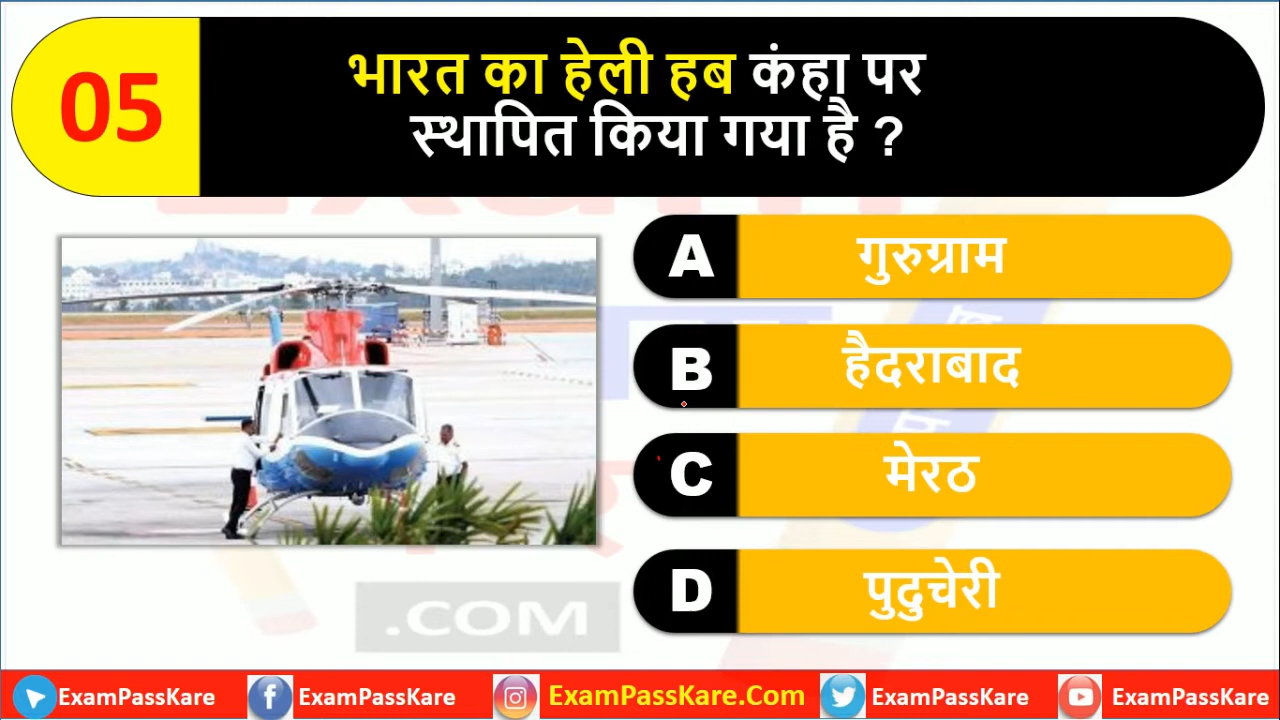 05
भारत का हेली हब कंहा पर
स्थापित किया गया है ?
A गुरुग्राम
B हैदराबाद
C मेरठ
D पुदुचेरी
.COM
ExamPassKare ExamPassKare ExamPassKare.Com ExamPassKare ExamPassKare